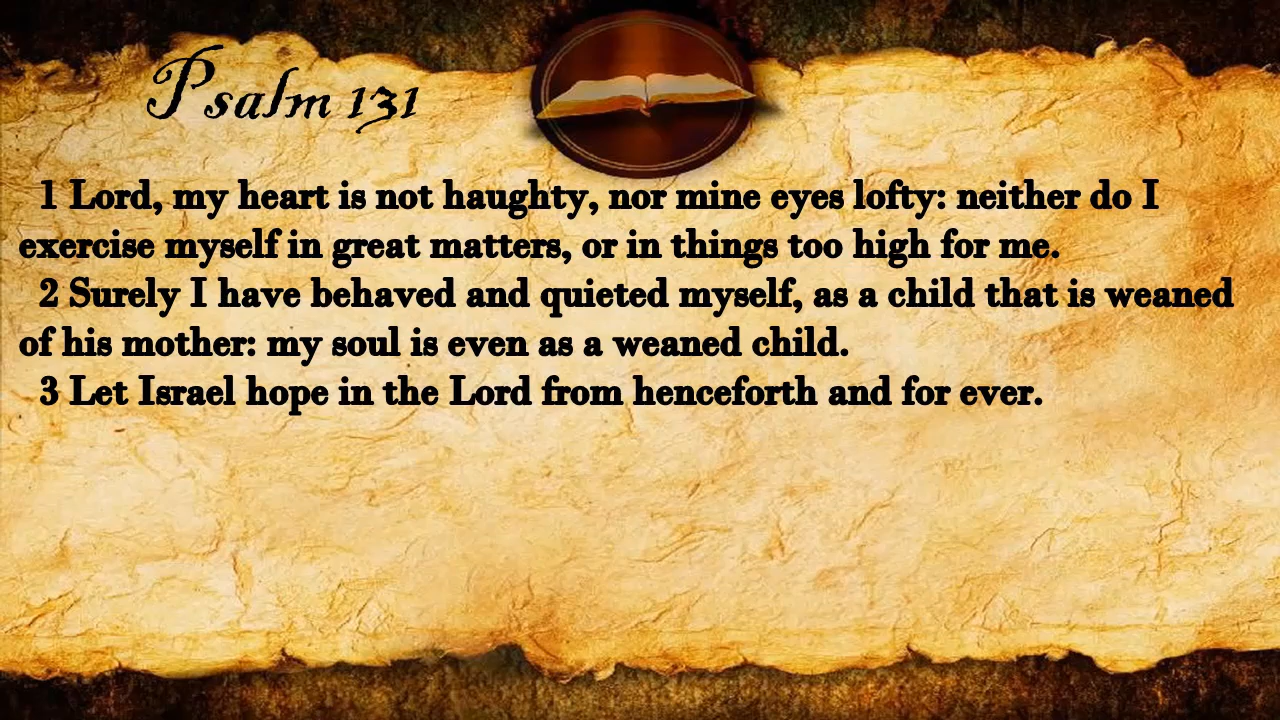 Psalm 131
1 Lord, my heart is not haughty, nor mine eyes lofty: neither do I
exercise myself in great matters, or in things too high for me.
2 Surely I have behaved and quieted myself, as a child that is weaned
of his mother: my soul is even as a weaned child.
3 Let Israel hope in the Lord from henceforth and for ever.